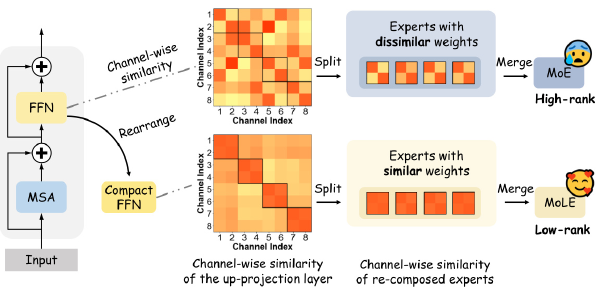 FFN
MSA
Input
Rearrange
Compact
FFN
Channel-wise
similarity
Channel Index
1
2
3
4
5
6
7
8
1 2 3 4 5 6 7 8
Channel Index
Split
Experts with
dissimilar weights
Merge
MoE
High-rank
Channel Index
1
2
3
4
5
6
7
8
1 2 3 4 5 6 7 8
Channel Index
Split
Experts with
similar weights
Merge
MoLE
Low-rank
Channel-wise similarity
of the up-projection layer
Channel-wise similarity
of re-composed experts